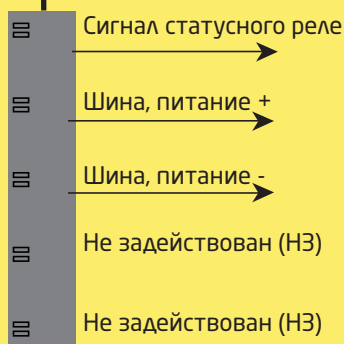 Сигнал статусного реле
Шина, питание +
Шина, питание -
Не задействован (НЗ)
Не задействован (НЗ)